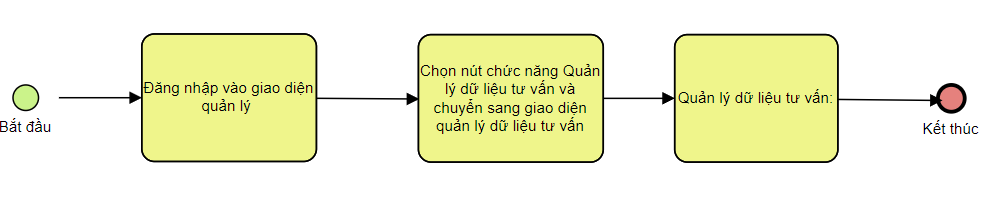 Bắt đầu
Đăng nhập vào giao diện
quản lý
Chọn nút chức năng Quản
lý dữ liệu tư vấn và
chuyển sang giao diện
quản lý dữ liệu tư vấn
Quản lý dữ liệu tư vấn:
Kết thúc